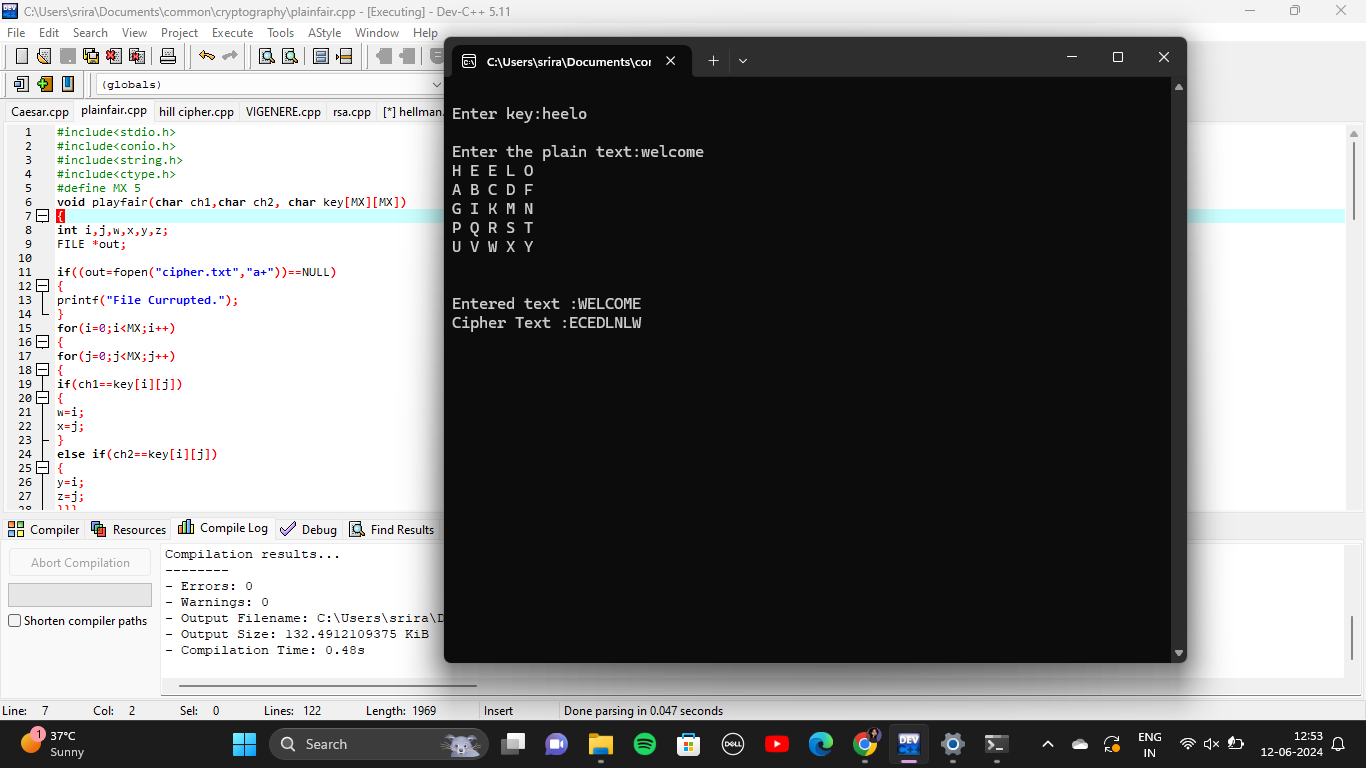 C:\Users\srira\Documents\common\cryptography\plainfair.cpp - [Executing] - Dev-C++ 5.11
File Edit Search View Project Execute Tools AStyle Window Help
(globals)
Caesar.cpp plainfair.cpp hill cipher.cpp VIGENERE.cpp rsa.cpp [*] hellman.
1 #include<stdio.h>
2 #include<conio.h>
3 #include<string.h>
4 #include<ctype.h>
5 #define MX 5
6 void playfair(char ch1,char ch2, char key[MX][MX])
7 {
8 int i,j,w,x,y,z;
9 FILE *out;
10
11 if((out=fopen("cipher.txt","a+"))==NULL)
12 {
13 printf("File Currupted.");
14 }
15 for(i=0;i<MX;i++)
16 {
17 for(j=0;j<MX;j++)
18 {
19 if(ch1==key[i][j])
20 {
21 w=i;
22 x=j;
23 }
24 else if(ch2==key[i][j])
25 {
26 y=i;
27 z=j;
28 }}}
C:\Users\srira\Documents\cor
Enter key:heelo
Enter the plain text:welcome
H E E L O
A B C D F
G I K M N
P Q R S T
U V W X Y
Entered text :WELCOME
Cipher Text :ECEDLNLW
Compiler Resources Compile Log Debug Find Results
Abort Compilation
Shorten compiler paths
Compilation results...
--------
- Errors: 0
- Warnings: 0
- Output Filename: C:\Users\srira\D
- Output Size: 132.4912109375 KiB
- Compilation Time: 0.48s
Line: 7 Col: 2 Sel: 0 Lines: 122 Length: 1969 Insert Done parsing in 0.047 seconds
1
37°C
Sunny
Search
DELL
DEV
ENG
IN
12:53
12-06-2024